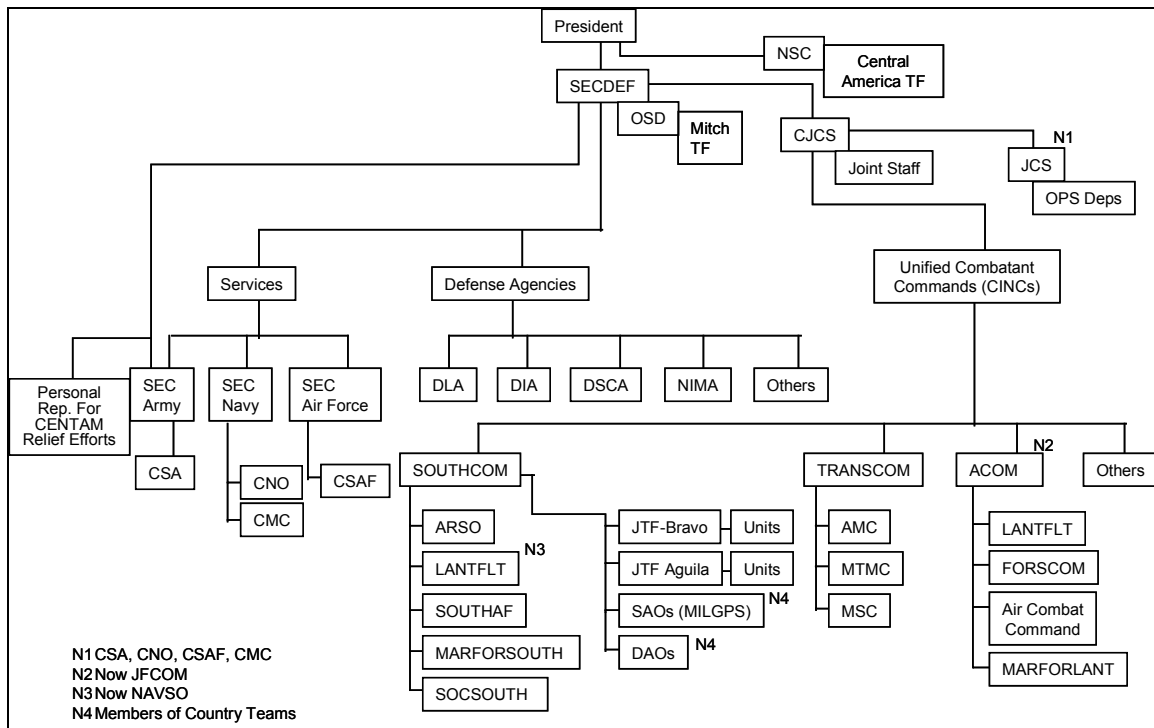 President
NSC
Central
America TF
SECDEF
OSD
Mitch
TF
CJCS
Joint Staff
N1
JCS
OPS Deps
Services
Defense Agencies
Unified Combatant
Commands (CINCs)
Personal
Rep. For
CENTAM
Relief Efforts
SEC
Army
SEC
Navy
SEC
Air Force
DLA
DIA
DSCA
NIMA
Others
CSA
CNO
CMC
CSAF
SOUTHCOM
TRANSCOM
N2
ACOM
Others
ARSO
N3
LANTFLT
SOUTHAF
MARFORSOUTH
SOCSOUTH
JTF-Bravo
Units
JTF Aguila
Units
SAOs (MILGPS)
N4
DAOs
N4
AMC
MTMC
MSC
LANTFLT
FORSCOM
Air Combat
Command
MARFORLANT
N1 CSA, CNO, CSAF, CMC
N2 Now JFCOM
N3 Now NAVSO
N4 Members of Country Teams